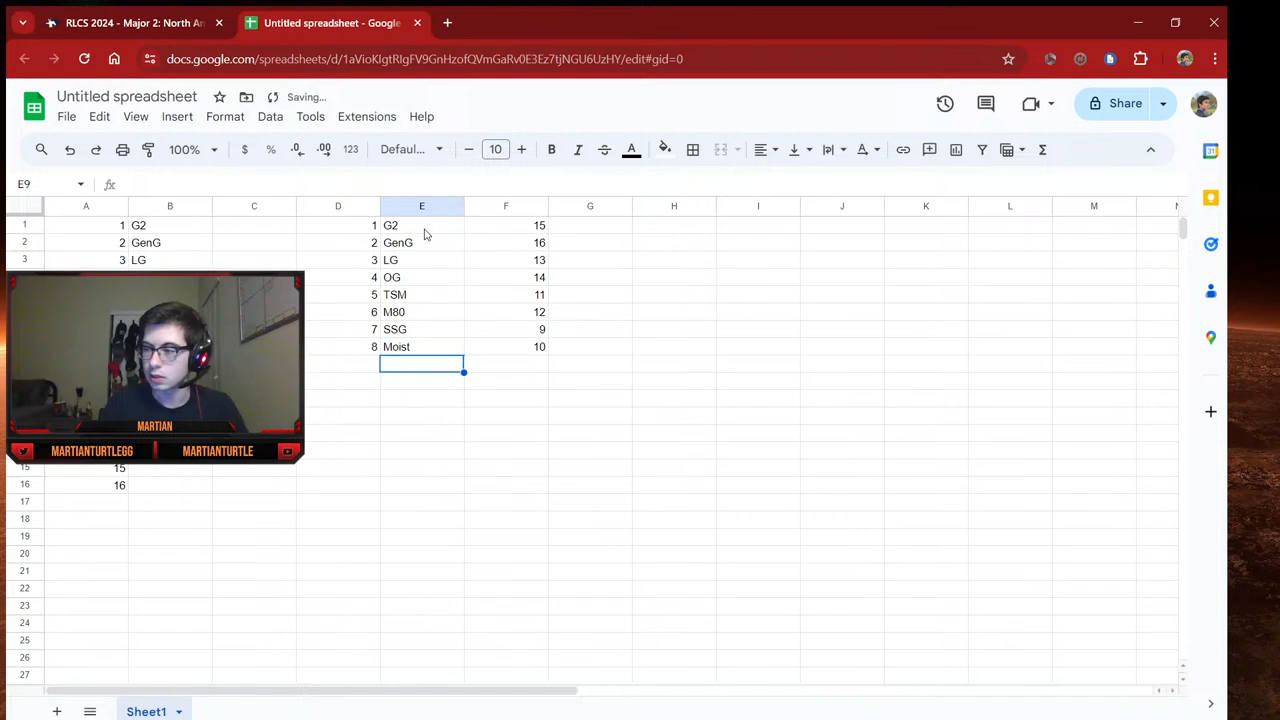 RLCS 2024 - Major 2: North An
Untitled spreadsheet - Google
docs.google.com/spreadsheets/d/1aVioKIgtRIgFV9GnHzofQVmGaRv0E3Ez7tjNGU6UzHY/edit#gid=0
Untitled spreadsheet
Saving...
File Edit View Insert Format Data Tools Extensions Help
Share
100% $ % .0 .00 123 Defaul... 10 B I A
E9 fx
A B C D E F G H I J K L M N
1 1 G2 1 G2 15
2 2 GenG 2 GenG 16
3 3 LG 3 LG 13
4 OG 14
5 TSM 11
6 M80 12
7 SSG 9
8 Moist 10
MARTIAN
MARTIANTURTLEGG MARTIANTURTLE
15 15
16 16
17
18
19
20
21
22
23
24
25
26
27
Sheet1